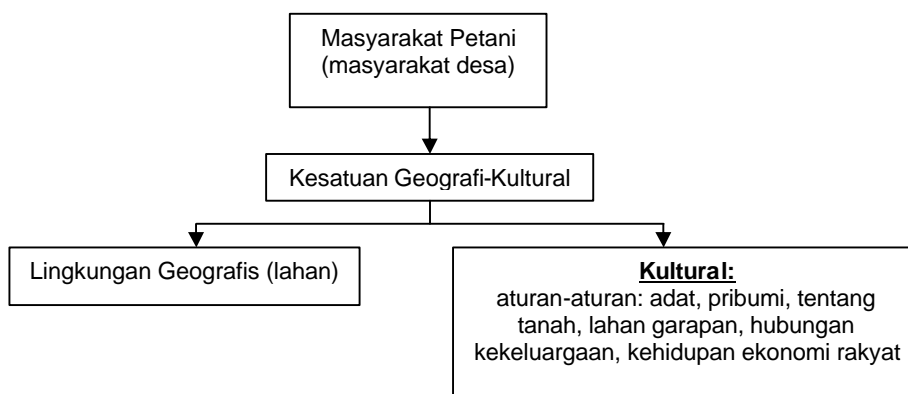 Masyarakat Petani
(masyarakat desa)
Kesatuan Geografi-Kultural
Lingkungan Geografis (lahan)
Kultural:
aturan-aturan: adat, pribumi, tentang
tanah, lahan garapan, hubungan
kekeluargaan, kehidupan ekonomi rakyat